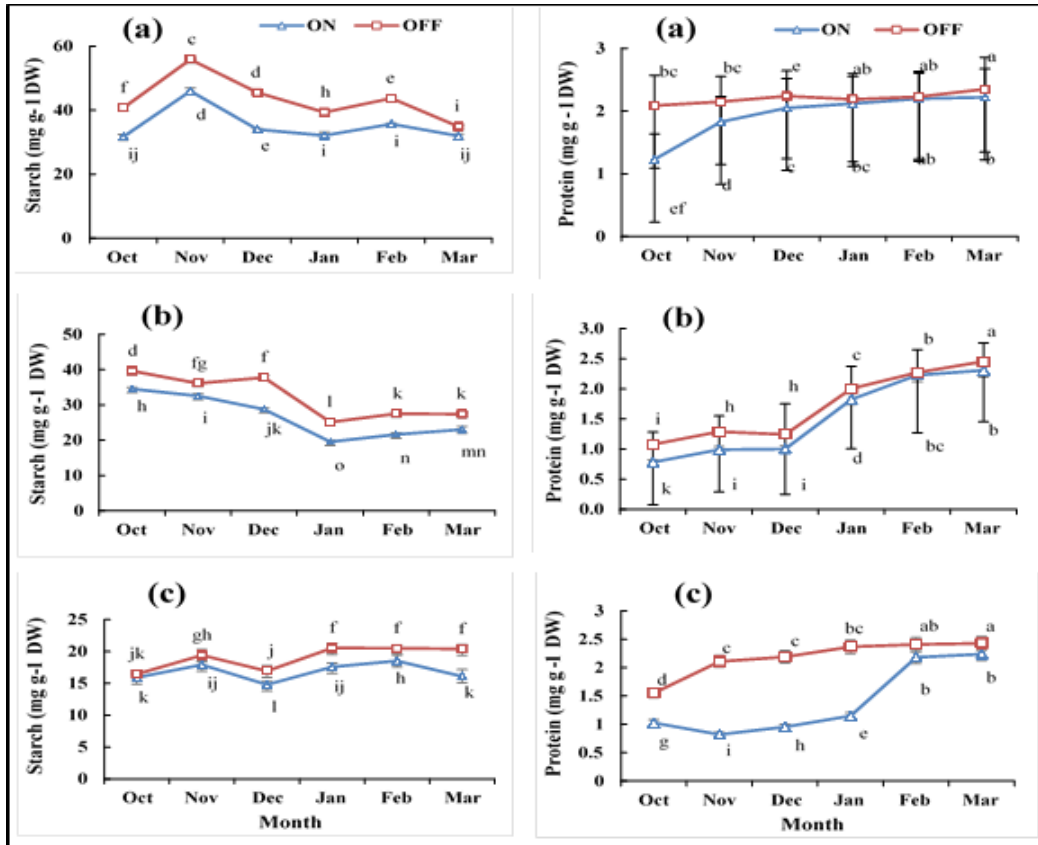 (a)
ON OFF
Starch (mg g- 1 DW)
60
40
20
0
f c d h e i
ij d e i i ij
Oct Nov Dec Jan Feb Mar
(a)
ON OFF
Protein (mg g-1 DW)
3
2
1
0
bc bc e ab ab a
ef d c bc ab b
Oct Nov Dec Jan Feb Mar
(b)
Starch (mg g-1 DW)
50
40
30
20
10
0
d fg f l k k
h i jk o n mn
Oct Nov Dec Jan Feb Mar
(b)
Protein (mg g-1 DW)
3.0
2.5
2.0
1.5
1.0
0.5
0.0
i h h c b a
k i i d bc b
Oct Nov Dec Jan Feb Mar
(c)
Starch (mg g-1 DW)
25
20
15
10
5
0
jk gh j f f f
k ij l ij h k
Oct Nov Dec Jan Feb Mar
Month
(c)
Protein (mg g-1 DW)
3
2.5
2
1.5
1
0.5
0
d c c bc ab a
g i h e b b
Oct Nov Dec Jan Feb Mar
Month